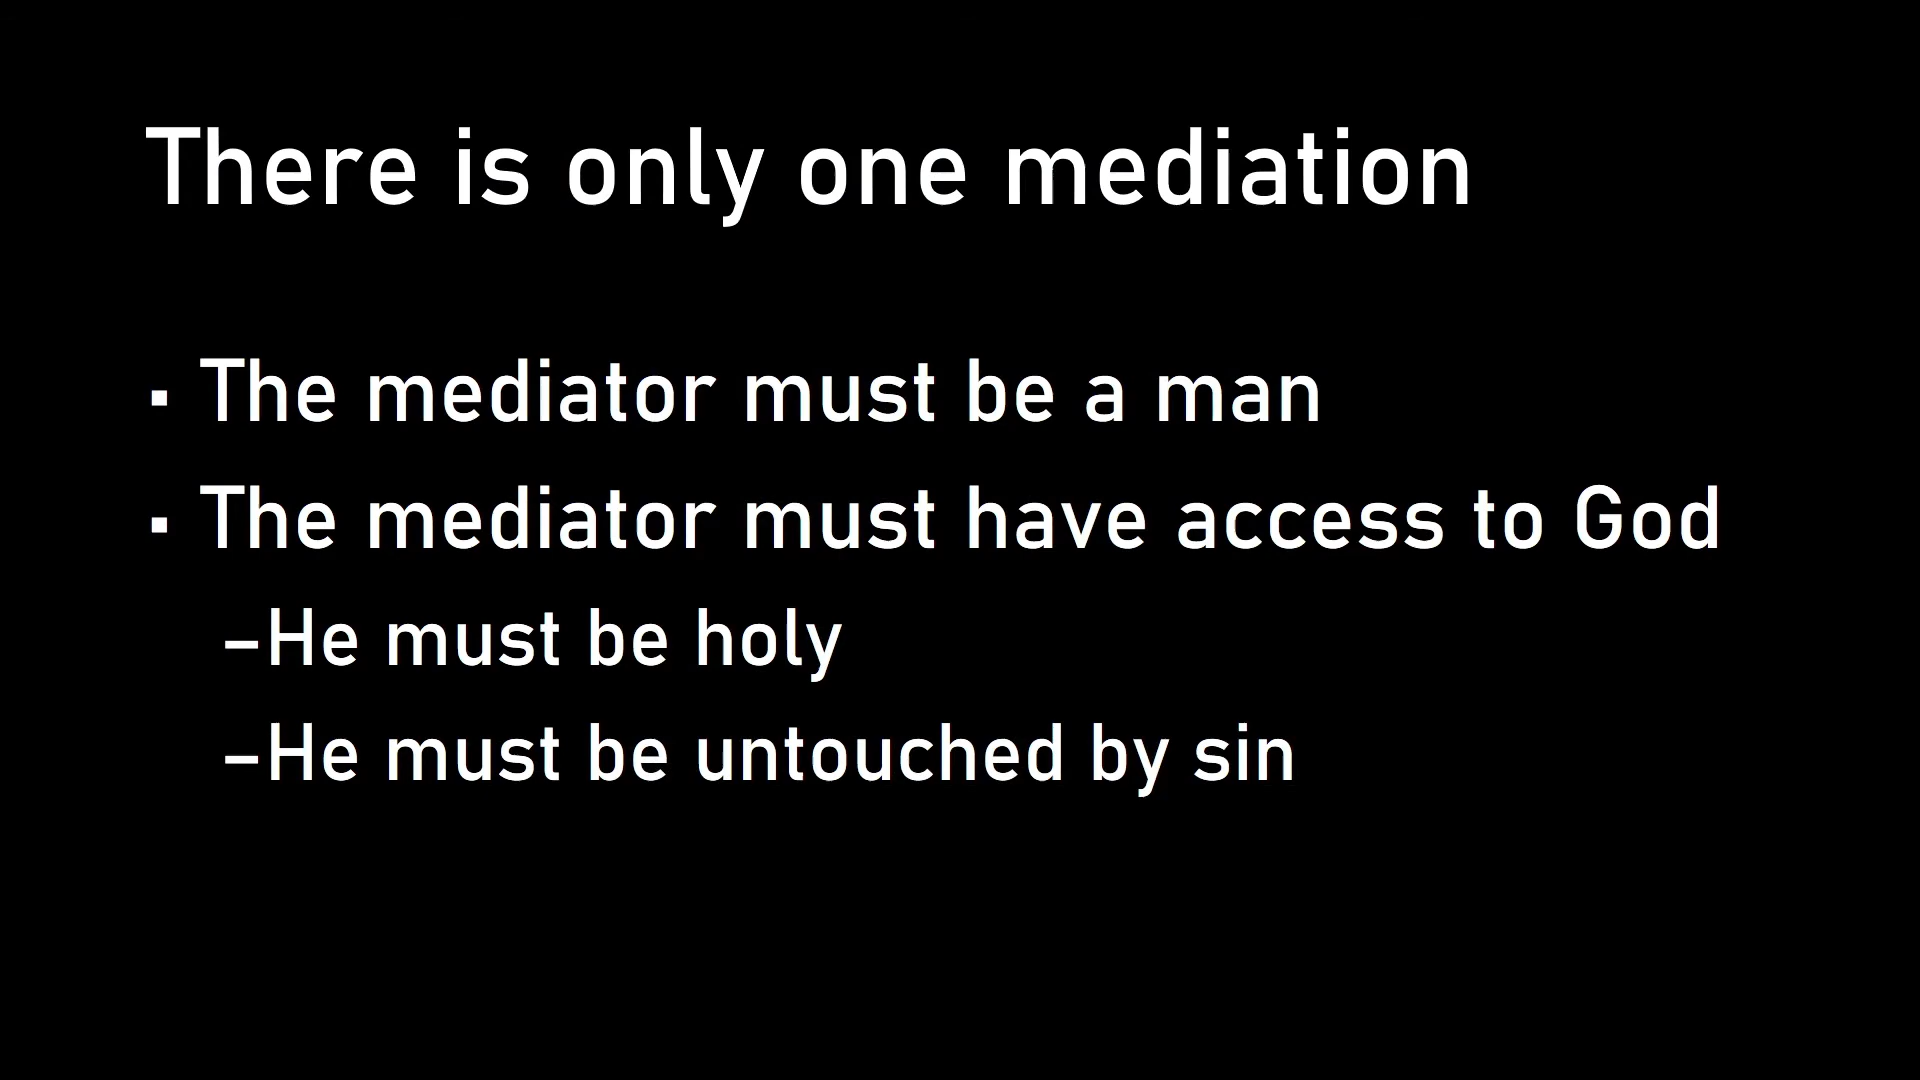 There is only one mediation
▪ The mediator must be a man
▪ The mediator must have access to God
–He must be holy
–He must be untouched by sin